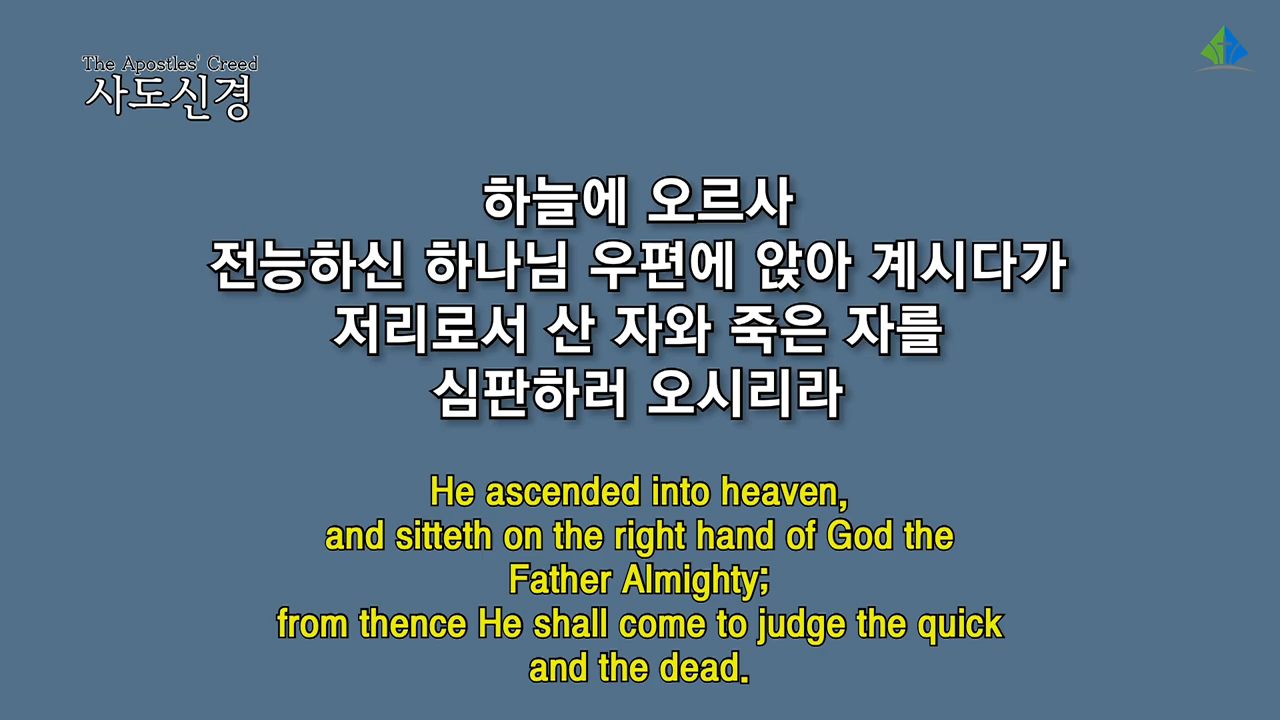 The Apostles' Creed
사도신경
하늘에 오르사
전능하신 하나님 우편에 앉아 계시다가
저리로서 산 자와 죽은 자를
심판하러 오시리라
He ascended into heaven,
and sitteth on the right hand of God the
Father Almighty;
from thence He shall come to judge the quick
and the dead.